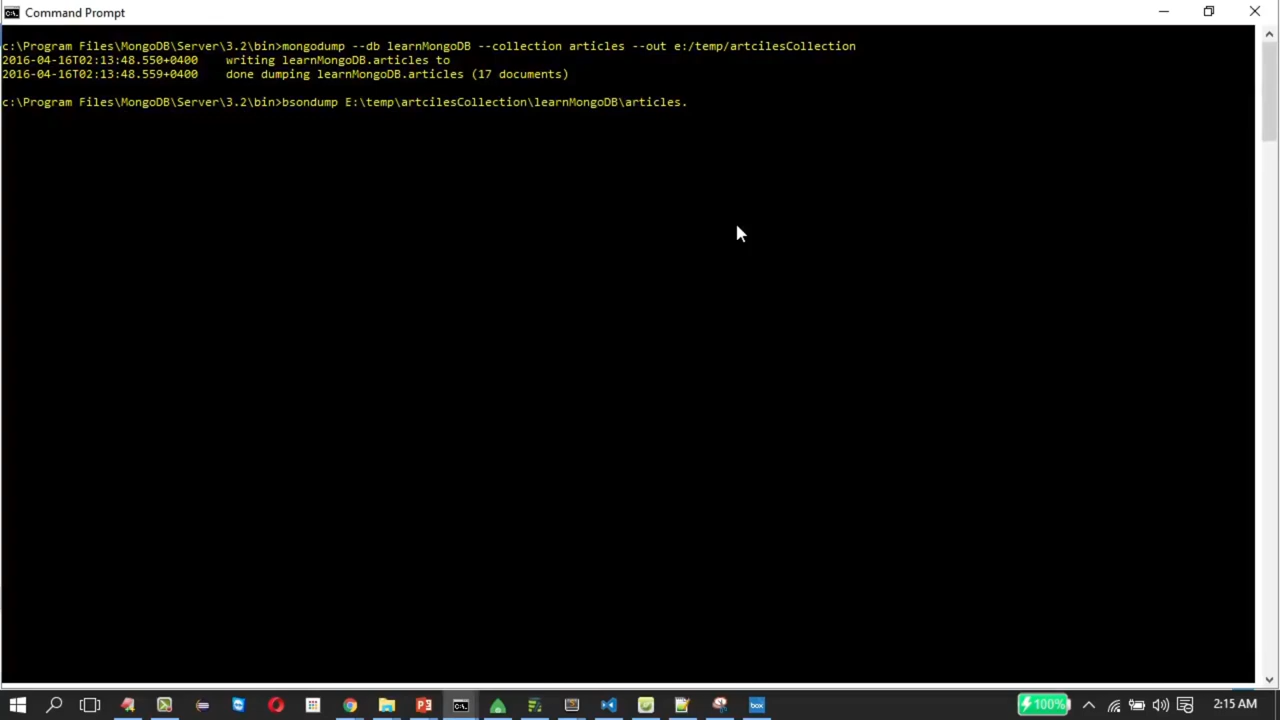 Command Prompt
c:\Program Files\MongoDB\Server\3.2\bin>mongodump --db learnMongoDB --collection articles --out e:/temp/artcilesCollection
2016-04-16T02:13:48.550+0400    writing learnMongoDB.articles to
2016-04-16T02:13:48.559+0400    done dumping learnMongoDB.articles (17 documents)
c:\Program Files\MongoDB\Server\3.2\bin>bsondump E:\temp\artcilesCollection\learnMongoDB\articles.
100%
2:15 AM
box